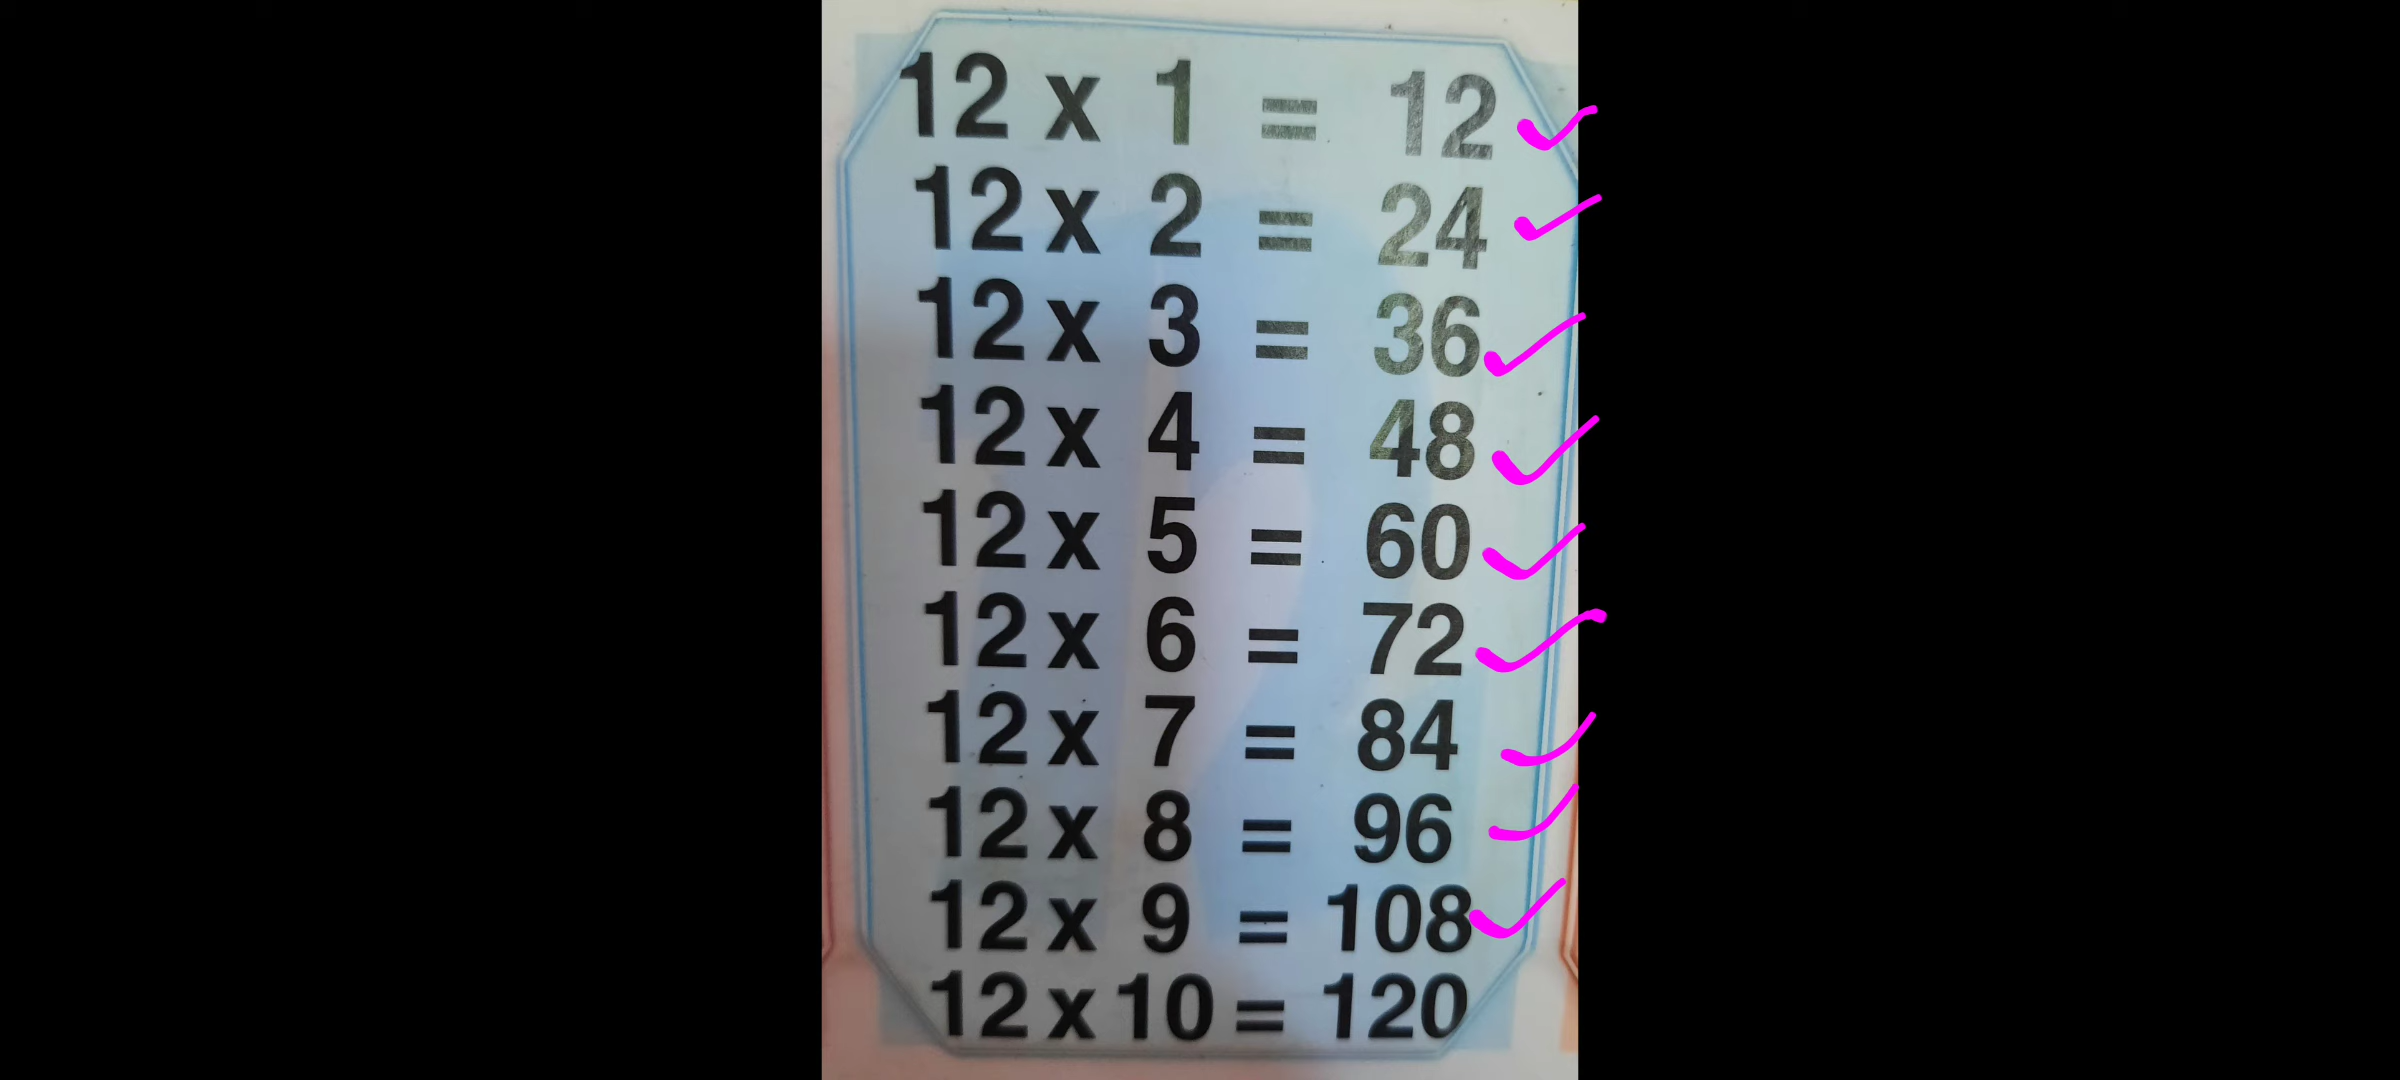 12 x 1 = 12
12 x 2 = 24
12 x 3 = 36
12 x 4 = 48
12 x 5 = 60
12 x 6 = 72
12 x 7 = 84
12 x 8 = 96
12 x 9 = 108
12 x 10 = 120